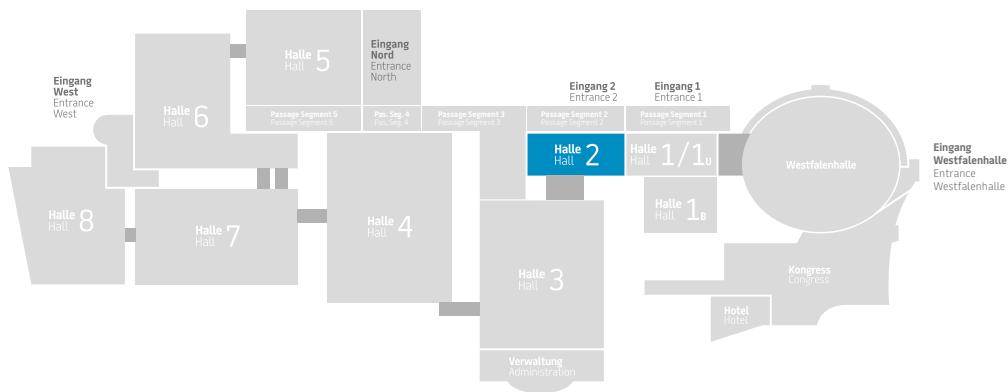 Halle
Hall 5
Eingang
Nord
Entrance
North
Eingang
West
Entrance
West
Halle
Hall 6
Passage Segment 5
Passage Segment 5
Pas. Seg. 4
Pas. Seg. 4
Passage Segment 3
Passage Segment 3
Eingang 2
Entrance 2
Passage Segment 2
Passage Segment 2
Eingang 1
Entrance 1
Passage Segment 1
Passage Segment 1
Halle
Hall 2
Halle
Hall 1/1U
Westfalenhalle
Eingang
Westfalenhalle
Entrance
Westfalenhalle
Halle
Hall 8
Halle
Hall 7
Halle
Hall 4
Halle
Hall 1B
Halle
Hall 3
Kongress
Congress
Hotel
Hotel
Verwaltung
Administration